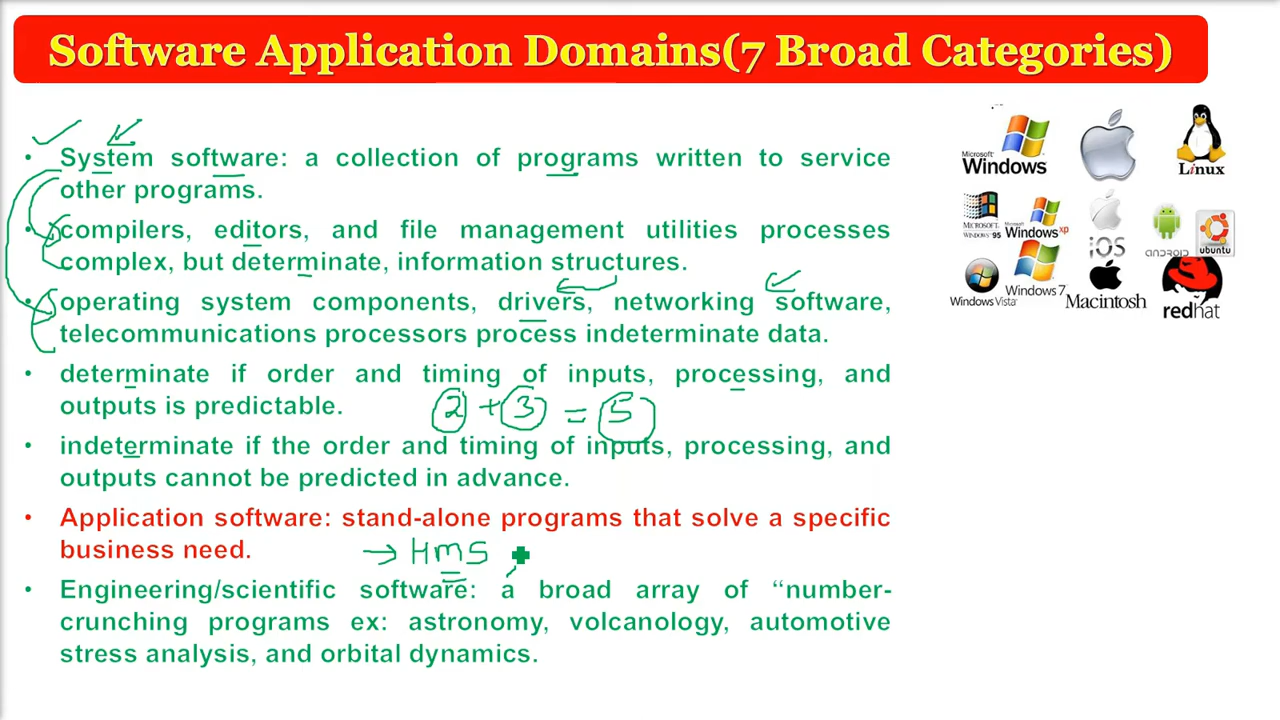 Software Application Domains(7 Broad Categories)
• System software: a collection of programs written to service
other programs.
• compilers, editors, and file management utilities processes
complex, but determinate, information structures.
• operating system components, drivers, networking software,
telecommunications processors process indeterminate data.
• determinate if order and timing of inputs, processing, and
outputs is predictable.
2 + 3 = 5
• indeterminate if the order and timing of inputs, processing, and
outputs cannot be predicted in advance.
• Application software: stand-alone programs that solve a specific
business need.
→ HMS
• Engineering/scientific software: a broad array of “number-
crunching programs ex: astronomy, volcanology, automotive
stress analysis, and orbital dynamics.
Microsoft
Windows
Linux
MICROSOFT
WINDOWS 95
Microsoft
Windows xp
iOS
ANDROID
ubuntu
Windows Vista
Windows 7
Macintosh
redhat